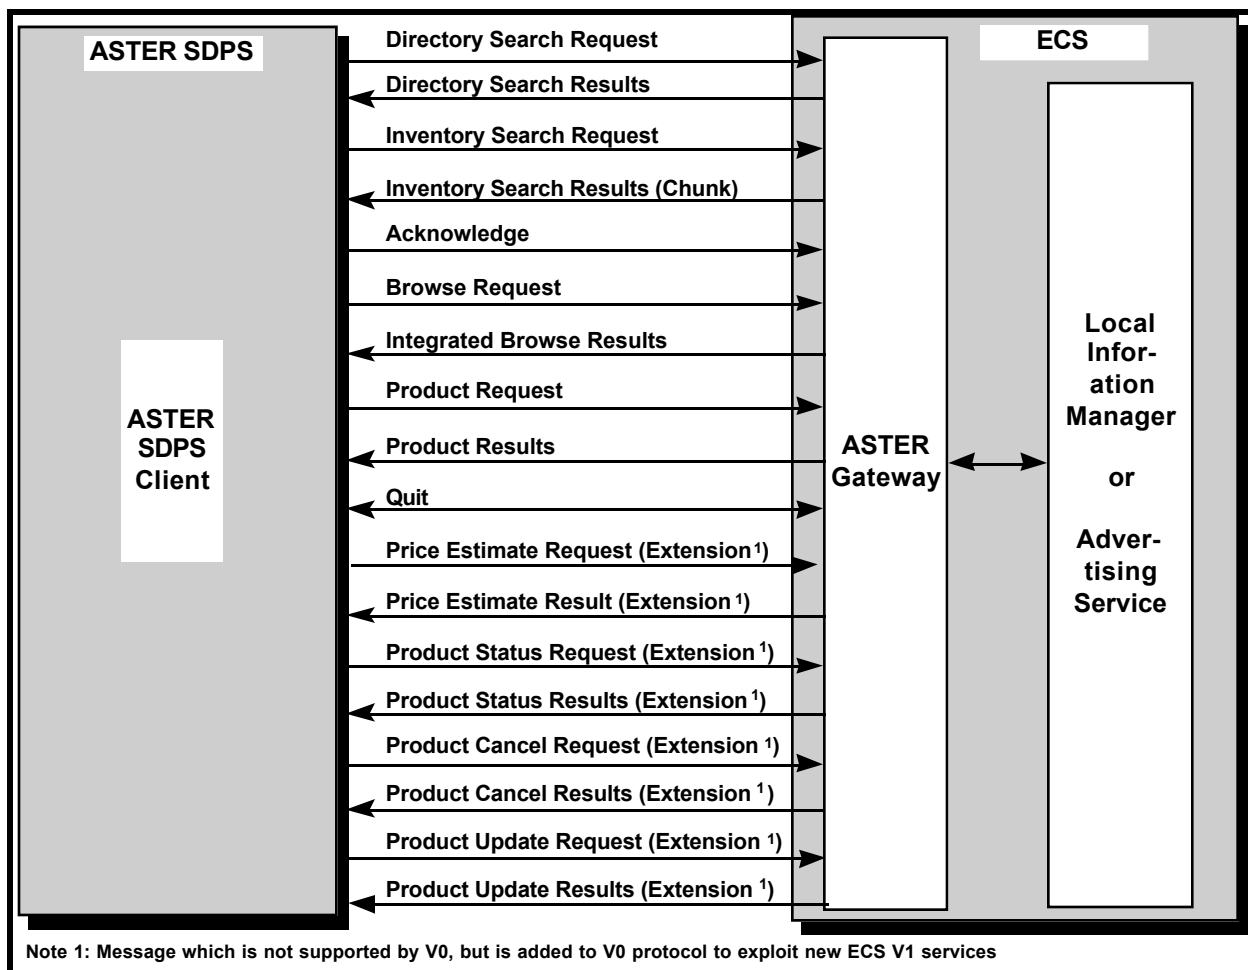 ASTER SDPS
ECS
Directory Search Request
Directory Search Results
Inventory Search Request
Inventory Search Results (Chunk)
Acknowledge
Browse Request
Integrated Browse Results
Product Request
Product Results
Quit
Price Estimate Request (Extension 1)
Price Estimate Result (Extension 1)
Product Status Request (Extension 1)
Product Status Results (Extension 1)
Product Cancel Request (Extension 1)
Product Cancel Results (Extension 1)
Product Update Request (Extension 1)
Product Update Results (Extension 1)
ASTER
SDPS
Client
ASTER
Gateway
Local
Infor-
ation
Manager
or
Adver-
tising
Service
Note 1: Message which is not supported by V0, but is added to V0 protocol to exploit new ECS V1 services